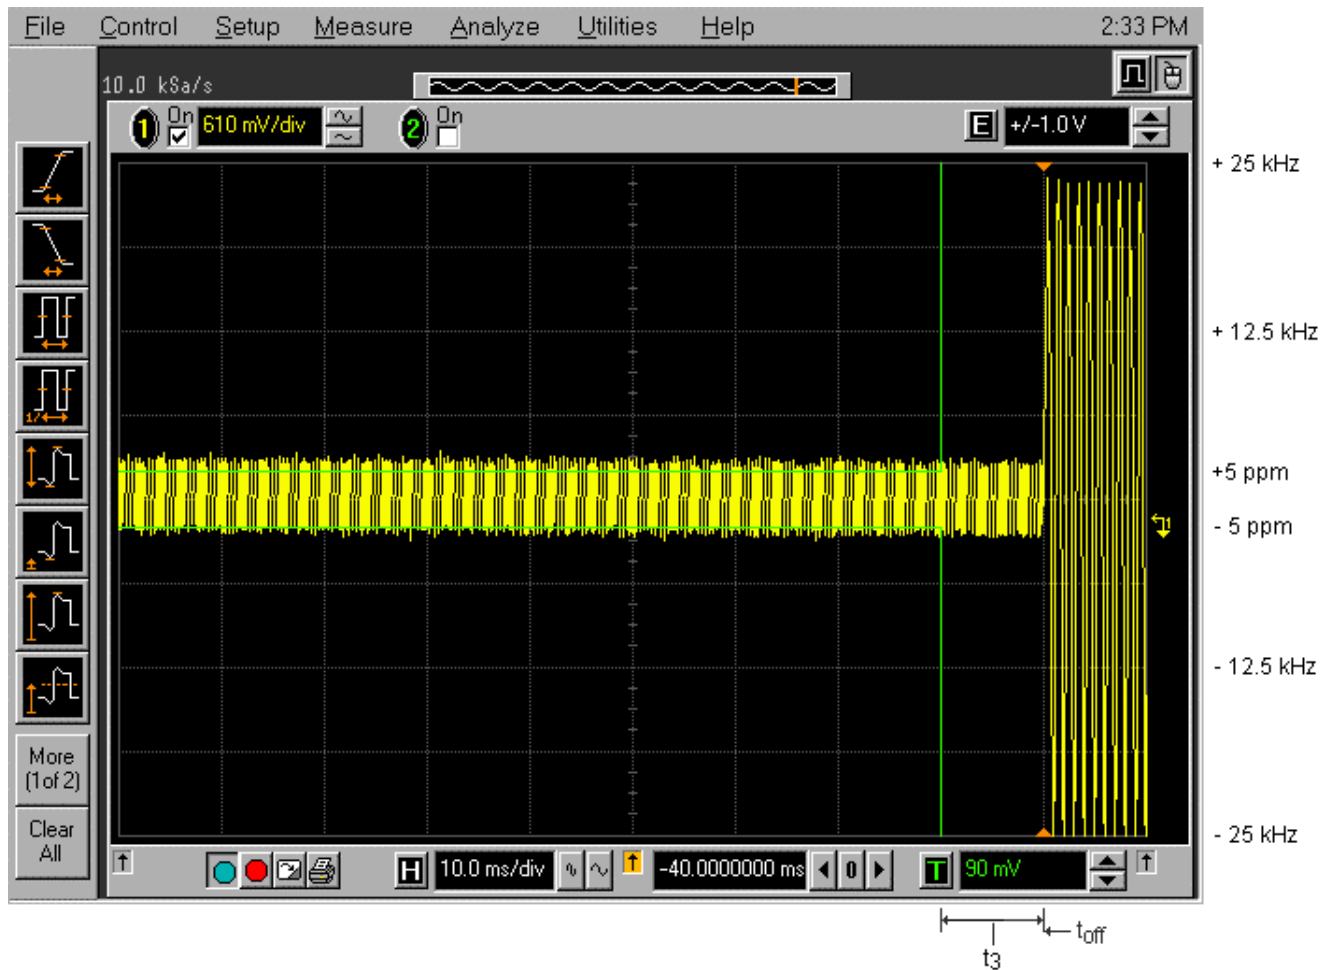 File Control Setup Measure Analyze Utilities Help 2:33 PM
10.0 kSa/s
1 On 610 mV/div 2 On E +/-1.0 V
+ 25 kHz
+ 12.5 kHz
+5 ppm
- 5 ppm
- 12.5 kHz
- 25 kHz
1/
More
(1of 2)
Clear
All
H 10.0 ms/div -40.0000000 ms 0 T 90 mV
toff
t3